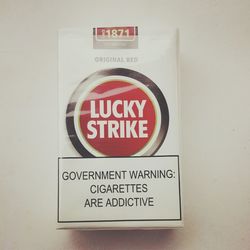 1871
ORIGINAL RED
LUCKY
STRIKE
GOVERNMENT WARNING:
CIGARETTES
ARE ADDICTIVE